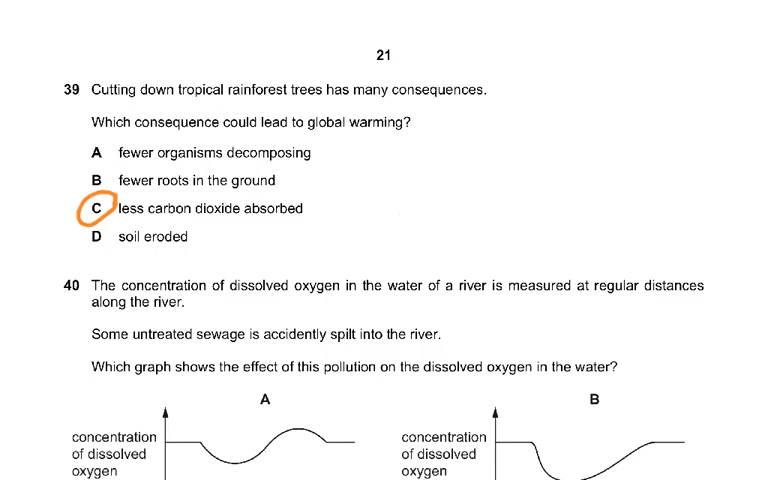 21
39 Cutting down tropical rainforest trees has many consequences.
Which consequence could lead to global warming?
A fewer organisms decomposing
B fewer roots in the ground
C less carbon dioxide absorbed
D soil eroded
40 The concentration of dissolved oxygen in the water of a river is measured at regular distances
along the river.
Some untreated sewage is accidently spilt into the river.
Which graph shows the effect of this pollution on the dissolved oxygen in the water?
A B
concentration concentration
of dissolved of dissolved
oxygen oxygen